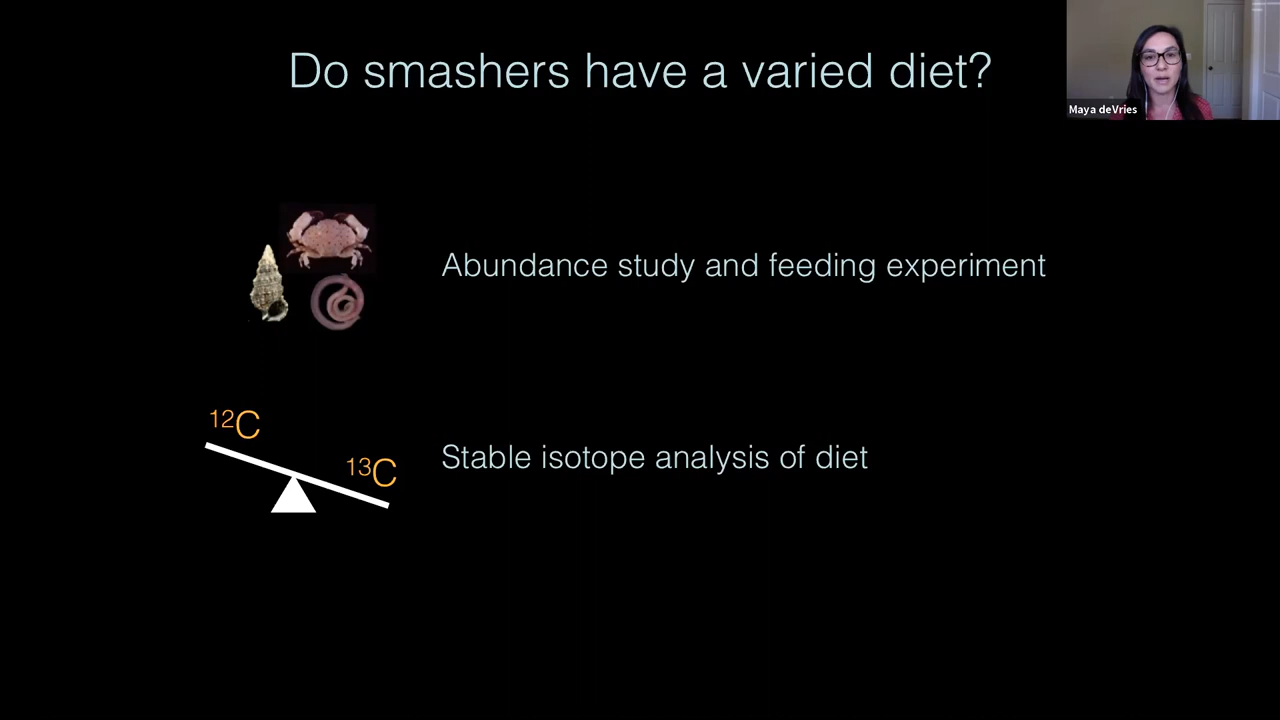 Do smashers have a varied diet?
Maya deVries
Abundance study and feeding experiment
¹²C
¹³C
Stable isotope analysis of diet